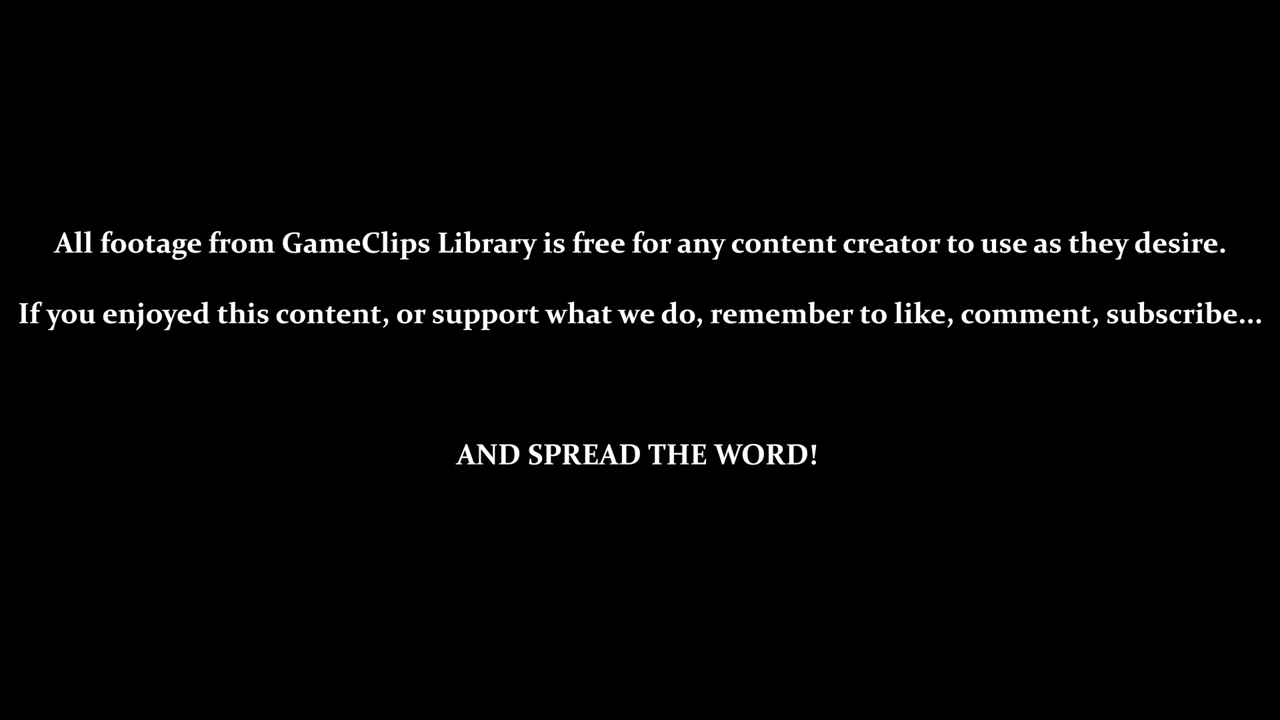 All footage from GameClips Library is free for any content creator to use as they desire.
If you enjoyed this content, or support what we do, remember to like, comment, subscribe...
AND SPREAD THE WORD!